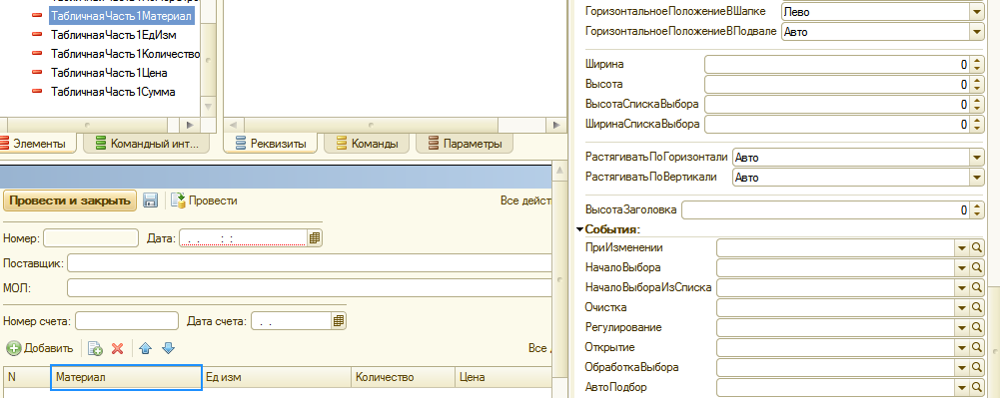 ТабличнаяЧасть1Материал
ТабличнаяЧасть1ЕдИзм
ТабличнаяЧасть1Количество
ТабличнаяЧасть1Цена
ТабличнаяЧасть1Сумма
Элементы
Командный инт...
Реквизиты
Команды
Параметры
Провести и закрыть
Провести
Все дейст
Номер:
Дата:
. . : :
Поставщик:
МОЛ:
Номер счета:
Дата счета:
. .
Добавить
Все
N
Материал
Ед изм
Количество
Цена
ГоризонтальноеПоложениеВШапке
Лево
ГоризонтальноеПоложениеВПодвале
Авто
Ширина
0
Высота
0
ВысотаСпискаВыбора
0
ШиринаСпискаВыбора
0
РастягиватьПоГоризонтали
Авто
РастягиватьПоВертикали
Авто
ВысотаЗаголовка
0
События:
ПриИзменении
НачалоВыбора
НачалоВыбораИзСписка
Очистка
Регулирование
Открытие
ОбработкаВыбора
АвтоПодбор